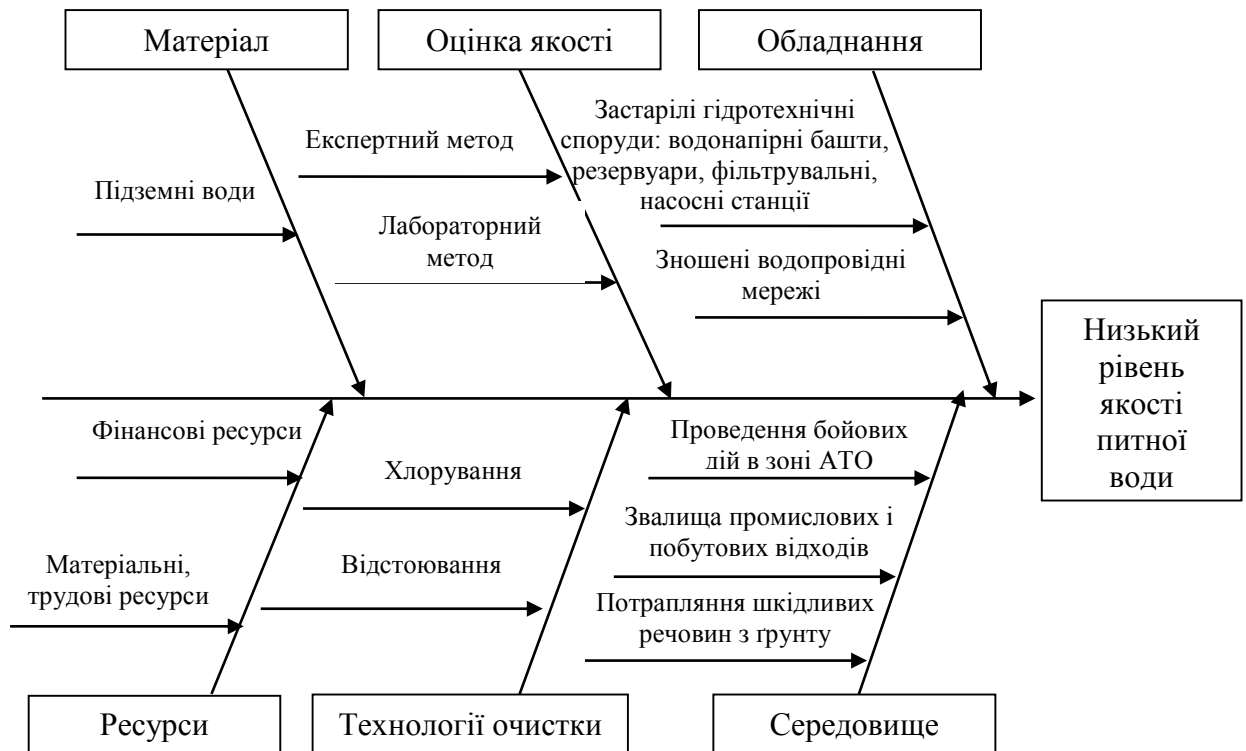 Матеріал
Оцінка якості
Обладнання
Застарілі гідротехнічні
споруди: водонапірні башти,
резервуари, фільтрувальні,
насосні станції
Експертний метод
Підземні води
Лабораторний
метод
Зношені водопровідні
мережі
Низький
рівень
якості
питної
води
Фінансові ресурси
Хлорування
Проведення бойових
дій в зоні АТО
Звалища промислових і
побутових відходів
Матеріальні,
трудові ресурси
Відстоювання
Потрапляння шкідливих
речовин з ґрунту
Ресурси
Технології очистки
Середовище